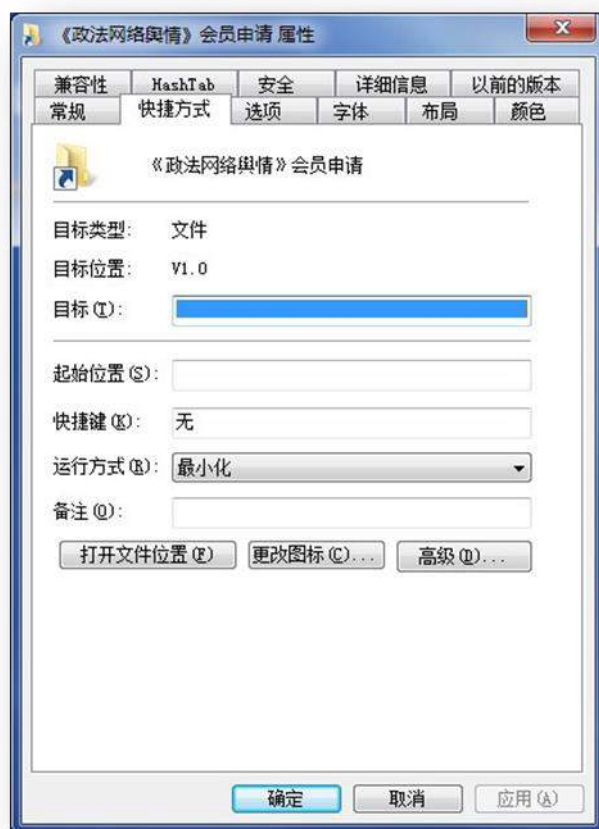 《政法网络舆情》会员申请 属性
兼容性 HashTab 安全 详细信息 以前的版本
常规 快捷方式 选项 字体 布局 颜色
《政法网络舆情》会员申请
目标类型: 文件
目标位置: V1.0
目标(T):
起始位置(S):
快捷键(K): 无
运行方式(R): 最小化
备注(O):
打开文件位置(F) 更改图标(C)... 高级(D)...
确定 取消 应用(A)